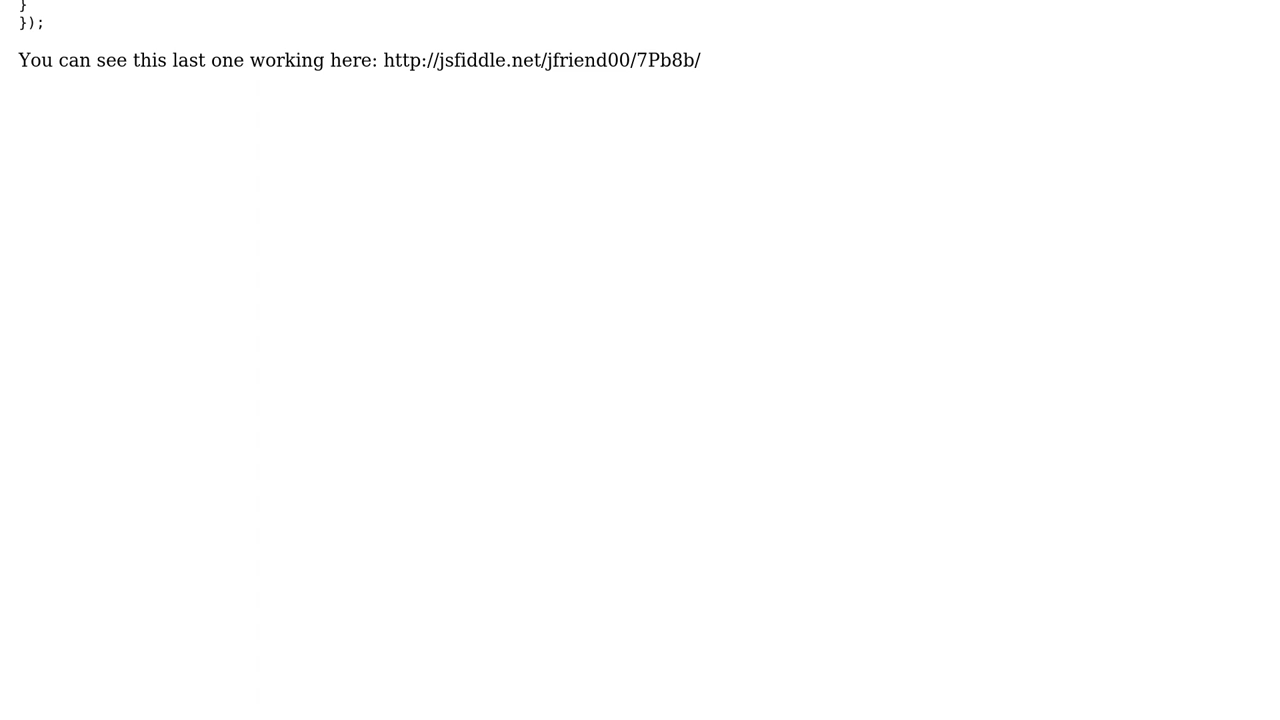 }
});
You can see this last one working here: http://jsfiddle.net/jfriend00/7Pb8b/